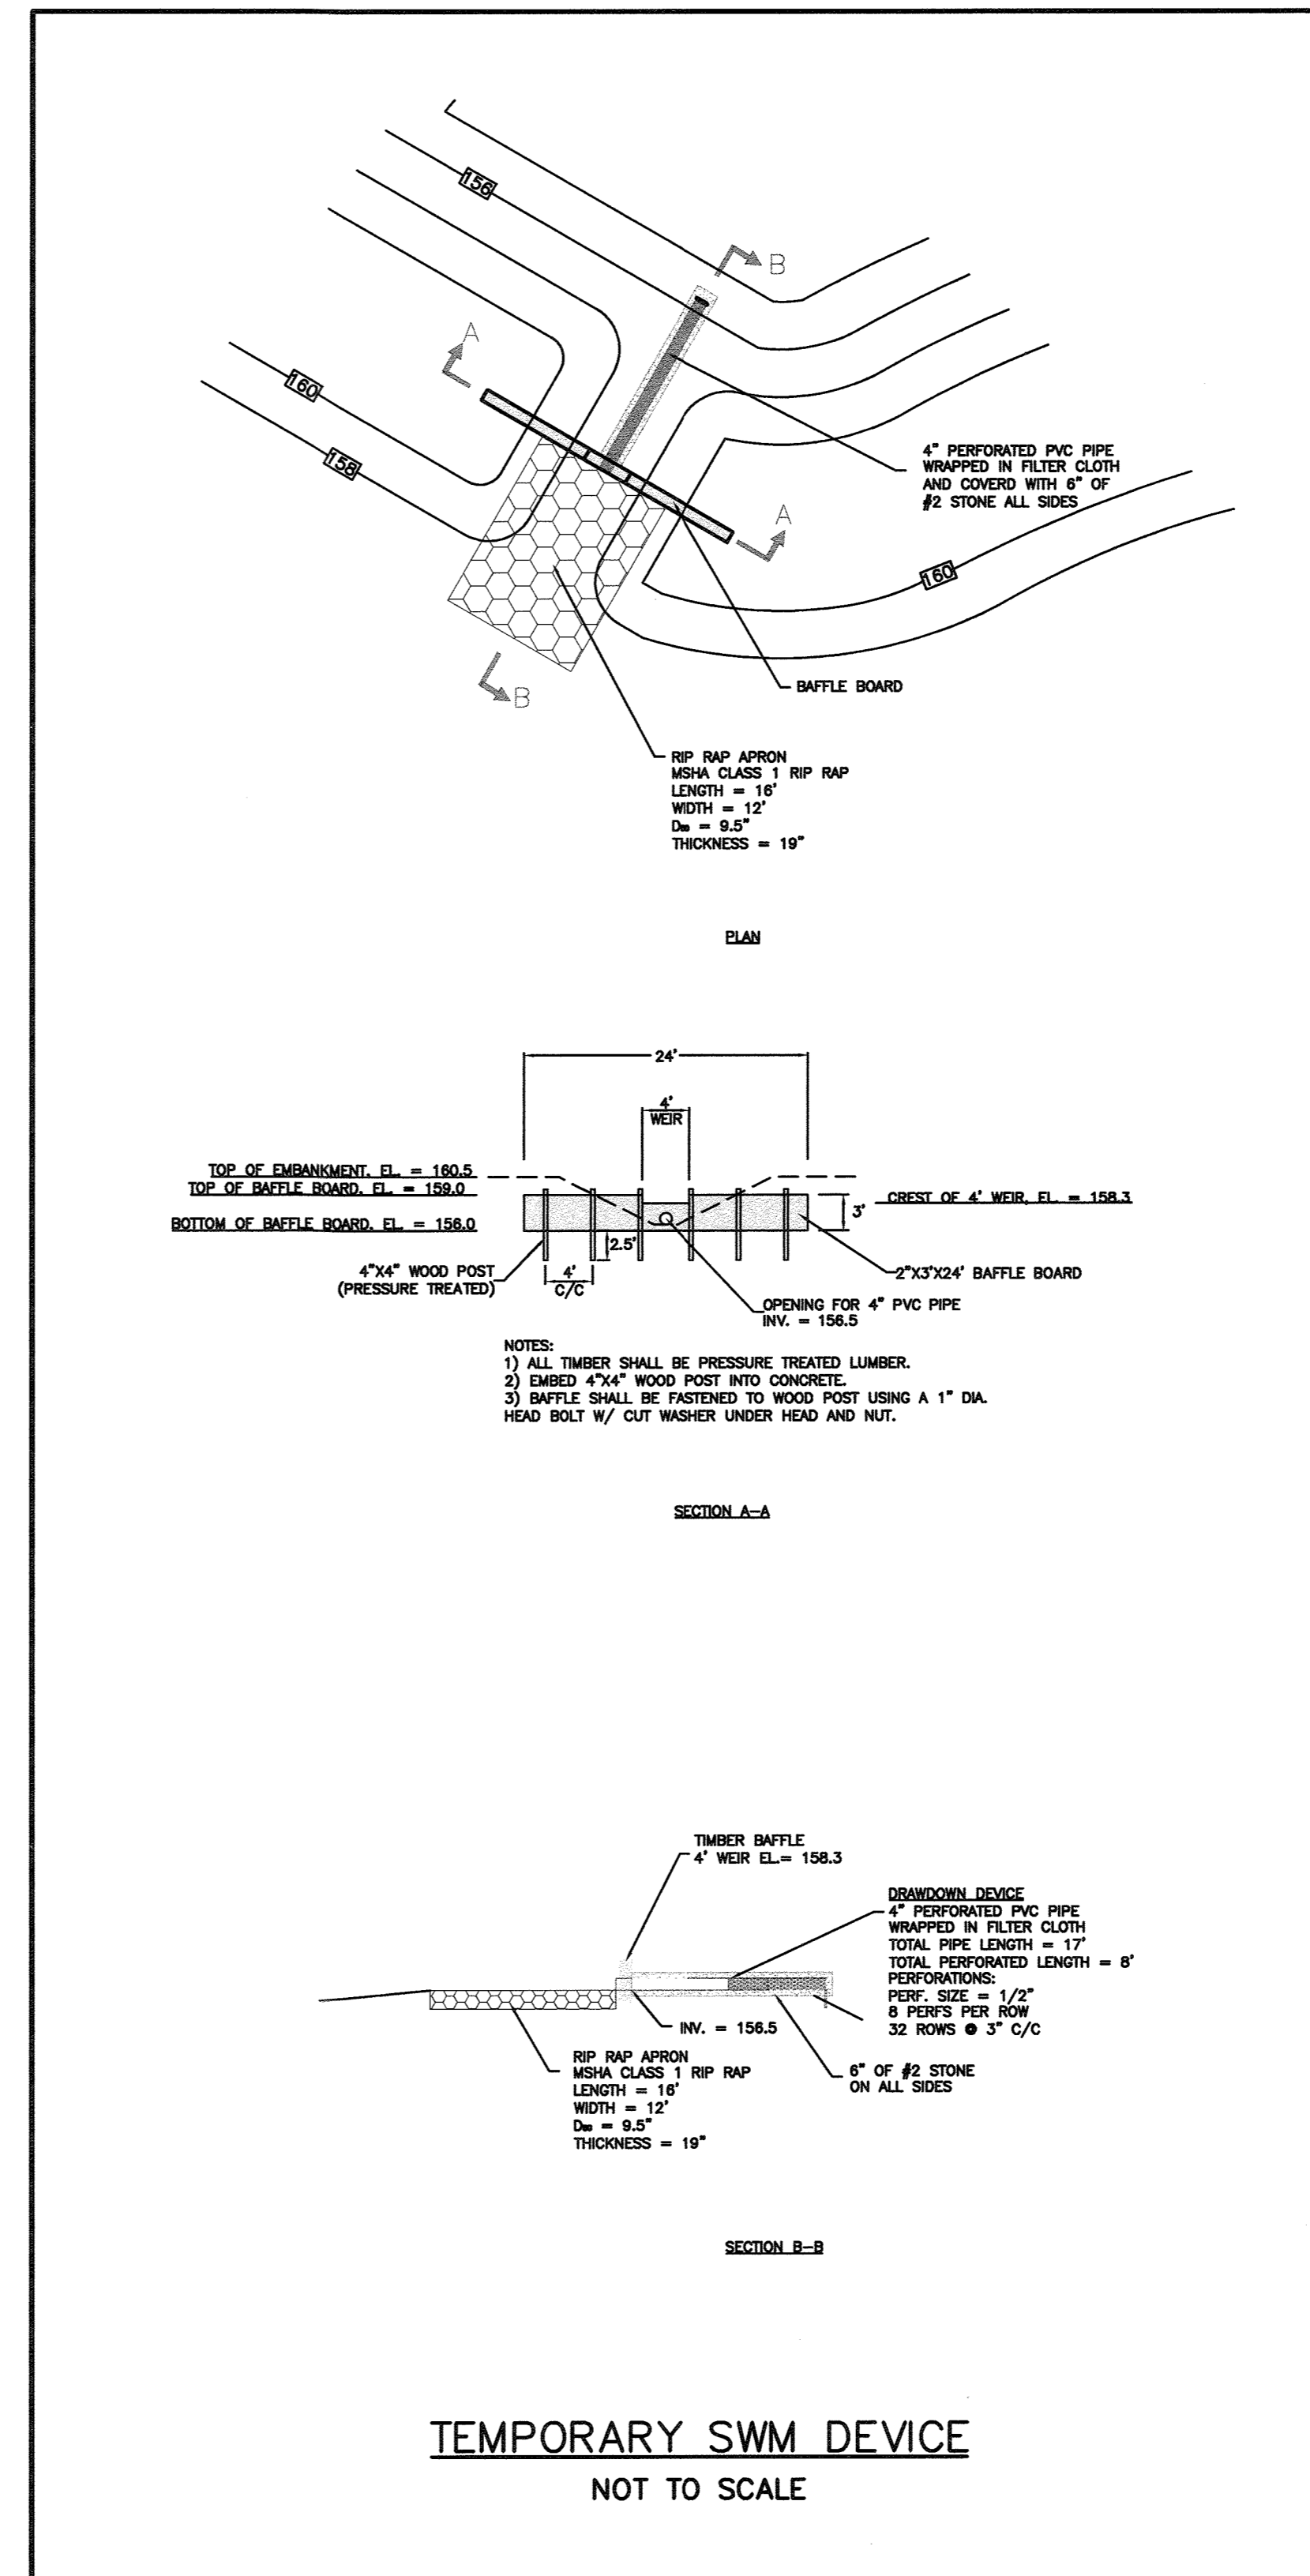 156
B
A
160
158
4" PERFORATED PVC PIPE
WRAPPED IN FILTER CLOTH
AND COVERD WITH 6" OF
#2 STONE ALL SIDES
A
160
BAFFLE BOARD
B
RIP RAP APRON
MSHA CLASS 1 RIP RAP
LENGTH = 16'
WIDTH = 12'
= 9.5"
THICKNESS = 19"
PLAN
24'
4'
WEIR
TOP OF EMBANKMENT. EL. = 160.5
TOP OF BAFFLE BOARD. EL. = 159.0
CREST OF 4' WEIR, EL. = 158.3
3'
BOTTOM OF BAFFLE BOARD. EL. = 156.0
2.5'
4"X4" WOOD POST
(PRESSURE TREATED)
4'
C/C
2"X3'X24' BAFFLE BOARD
OPENING FOR 4" PVC PIPE
INV. = 156.5
NOTES:
1) ALL TIMBER SHALL BE PRESSURE TREATED LUMBER.
2) EMBED 4"X4" WOOD POST INTO CONCRETE.
3) BAFFLE SHALL BE FASTENED TO WOOD POST USING A 1" DIA.
HEAD BOLT W/ CUT WASHER UNDER HEAD AND NUT.
SECTION A-A
TIMBER BAFFLE
4' WEIR EL.= 158.3
DRAWDOWN DEVICE
4" PERFORATED PVC PIPE
WRAPPED IN FILTER CLOTH
TOTAL PIPE LENGTH = 17'
TOTAL PERFORATED LENGTH = 8'
PERFORATIONS:
PERF. SIZE = 1/2"
8 PERFS PER ROW
32 ROWS @ 3" C/C
INV. = 156.5
RIP RAP APRON
MSHA CLASS 1 RIP RAP
LENGTH = 16'
WIDTH = 12'
= 9.5"
THICKNESS = 19"
6" OF #2 STONE
ON ALL SIDES
SECTION B-B
TEMPORARY SWM DEVICE
NOT TO SCALE